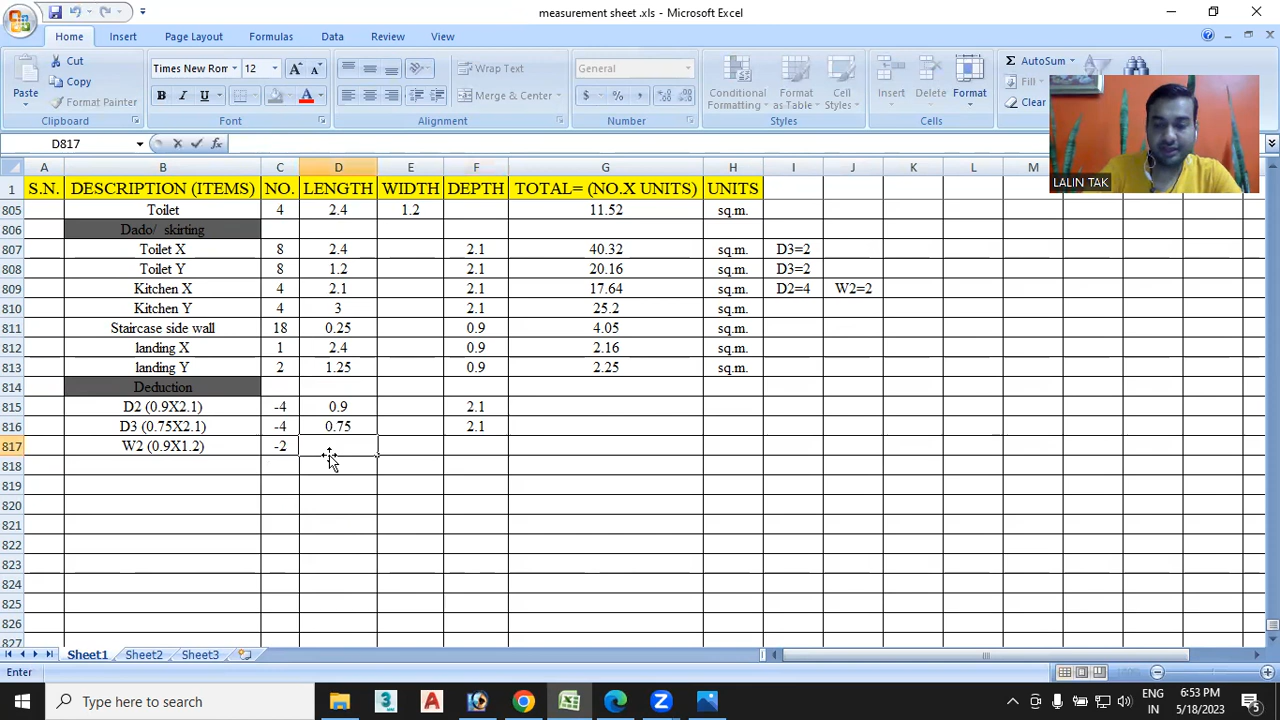 measurement sheet .xls - Microsoft Excel
Home Insert Page Layout Formulas Data Review View
Paste Cut Copy Format Painter Clipboard
Times New Rom 12 B I U A Font
Wrap Text Merge & Center Alignment
General $ % , Number
Conditional Formatting Format as Table Cell Styles Styles
Insert Delete Format Cells
Σ AutoSum Fill Clear
LALIN TAK
D817 fx
A B C D E F G H I J K L M
1 S.N. DESCRIPTION (ITEMS) NO. LENGTH WIDTH DEPTH TOTAL= (NO.X UNITS) UNITS
805 Toilet 4 2.4 1.2 11.52 sq.m.
806 Dado/ skirting
807 Toilet X 8 2.4 2.1 40.32 sq.m. D3=2
808 Toilet Y 8 1.2 2.1 20.16 sq.m. D3=2
809 Kitchen X 4 2.1 2.1 17.64 sq.m. D2=4 W2=2
810 Kitchen Y 4 3 2.1 25.2 sq.m.
811 Staircase side wall 18 0.25 0.9 4.05 sq.m.
812 landing X 1 2.4 0.9 2.16 sq.m.
813 landing Y 2 1.25 0.9 2.25 sq.m.
814 Deduction
815 D2 (0.9X2.1) -4 0.9 2.1
816 D3 (0.75X2.1) -4 0.75 2.1
817 W2 (0.9X1.2) -2
818
819
820
821
822
823
824
825
826
827
Sheet1 Sheet2 Sheet3
Enter
Type here to search
ENG IN
6:53 PM
5/18/2023
5